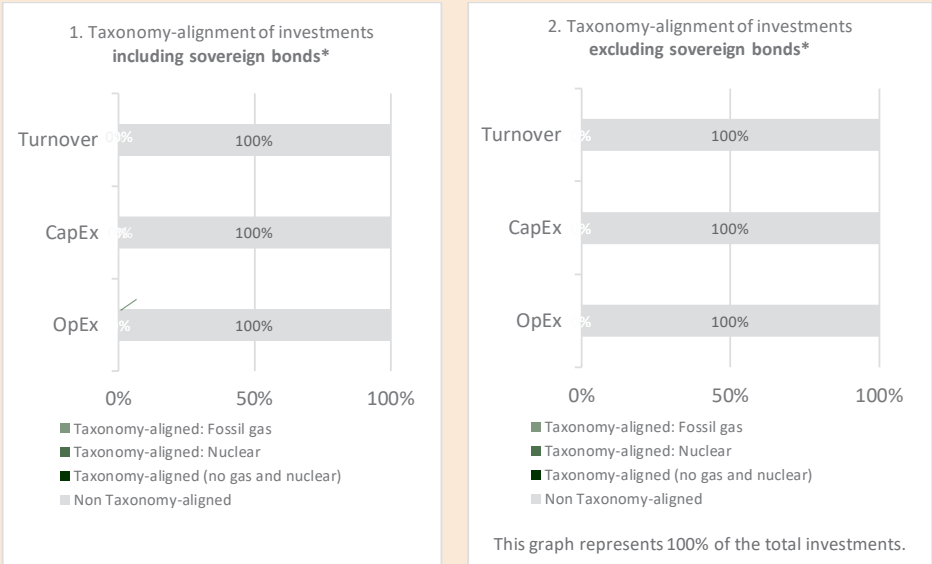 1. Taxonomy-alignment of investments
including sovereign bonds*
Turnover
100%
CapEx
100%
OpEx
%
100%
0% 50% 100%
Taxonomy-aligned: Fossil gas
Taxonomy-aligned: Nuclear
Taxonomy-aligned (no gas and nuclear)
Non Taxonomy-aligned
2. Taxonomy-alignment of investments
excluding sovereign bonds*
Turnover
%
100%
CapEx
%
100%
OpEx
%
100%
0% 50% 100%
Taxonomy-aligned: Fossil gas
Taxonomy-aligned: Nuclear
Taxonomy-aligned (no gas and nuclear)
Non Taxonomy-aligned
This graph represents 100% of the total investments.